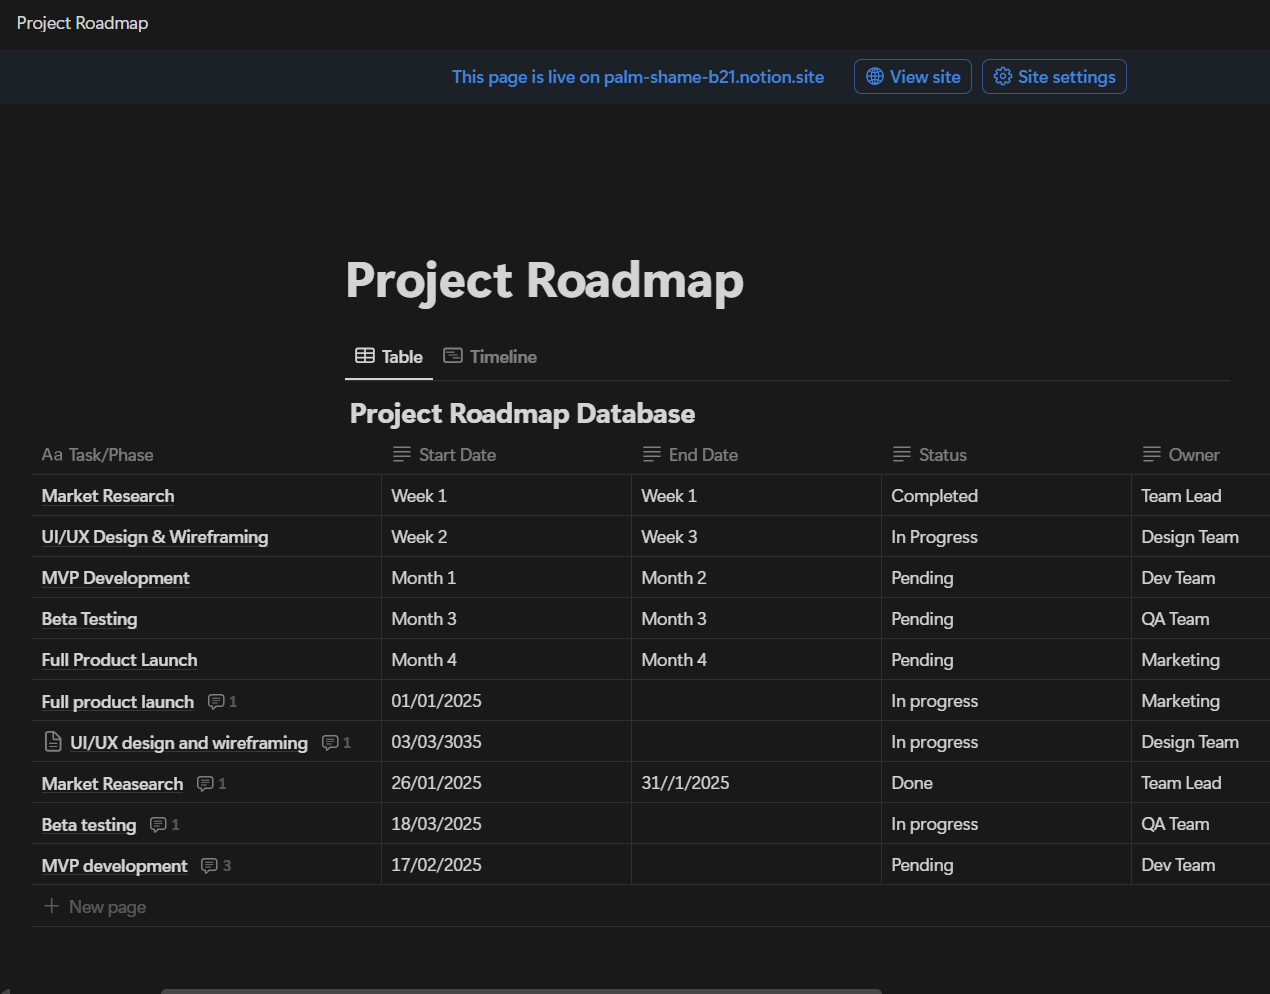 Project Roadmap
This page is live on palm-shame-b21.notion.site View site Site settings
Project Roadmap
Table Timeline
Project Roadmap Database
Aa Task/Phase Start Date End Date Status Owner
Market Research Week 1 Week 1 Completed Team Lead
UI/UX Design & Wireframing Week 2 Week 3 In Progress Design Team
MVP Development Month 1 Month 2 Pending Dev Team
Beta Testing Month 3 Month 3 Pending QA Team
Full Product Launch Month 4 Month 4 Pending Marketing
Full product launch 1 01/01/2025 In progress Marketing
UI/UX design and wireframing 1 03/03/3035 In progress Design Team
Market Reasearch 1 26/01/2025 31//1/2025 Done Team Lead
Beta testing 1 18/03/2025 In progress QA Team
MVP development 3 17/02/2025 Pending Dev Team
+ New page